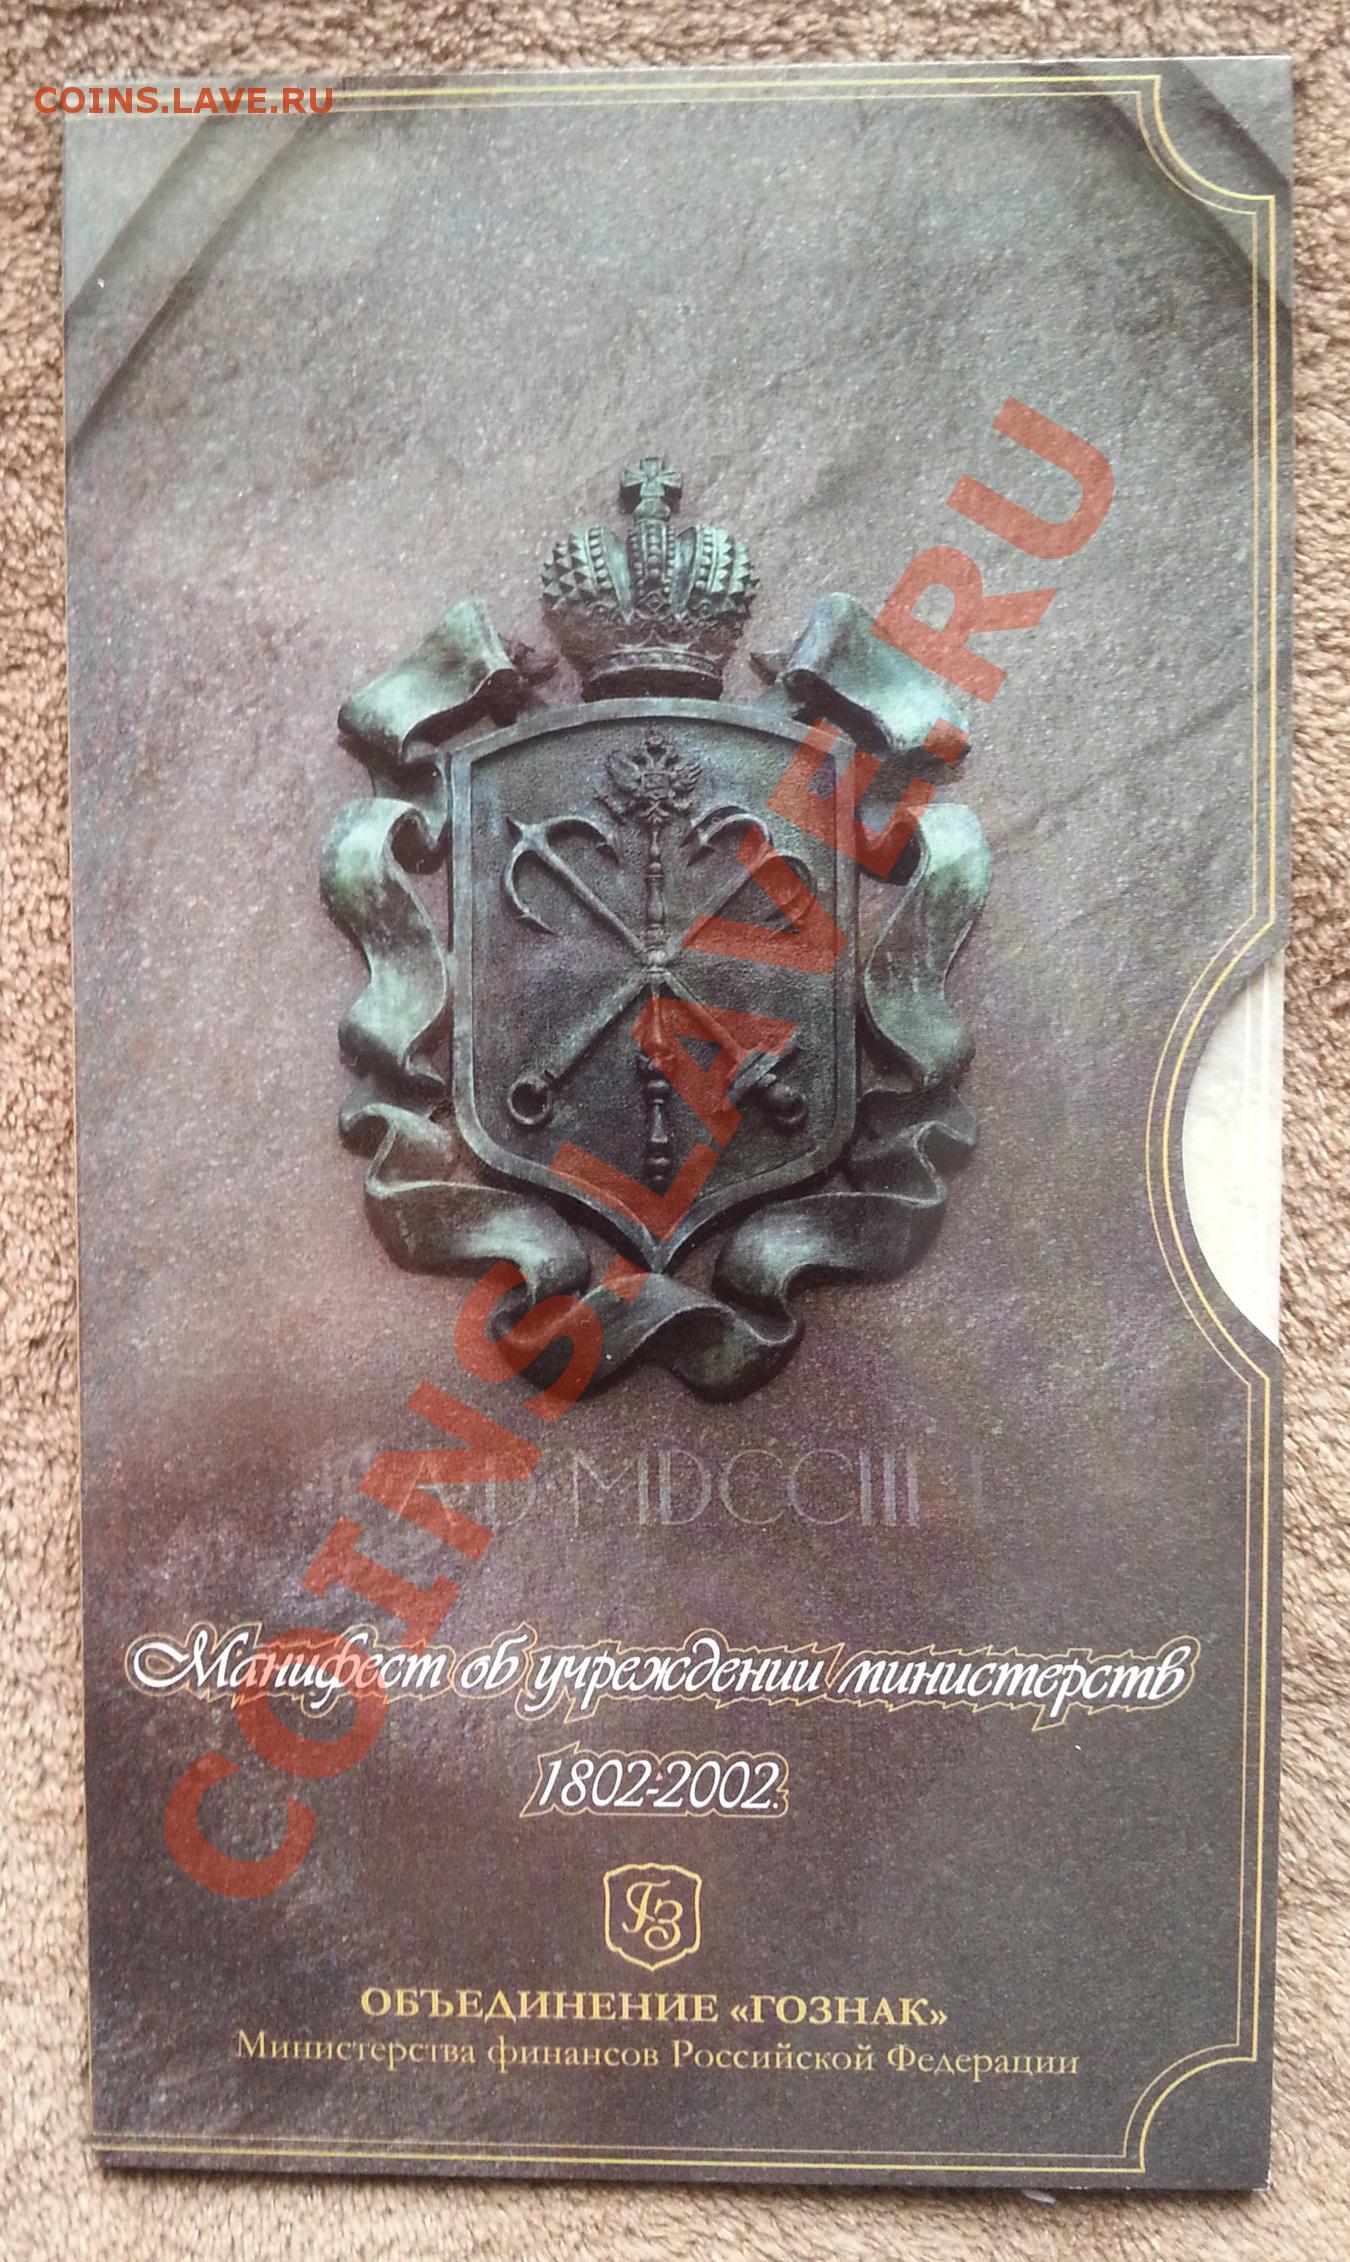 COINS.LAVE.RU
COINS.LAVE.RU
MDCCIII
Манифест об учреждении министерств
1802-2002.
ГЗ
ОБЪЕДИНЕНИЕ «ГОЗНАК»
Министерства финансов Российской Федерации